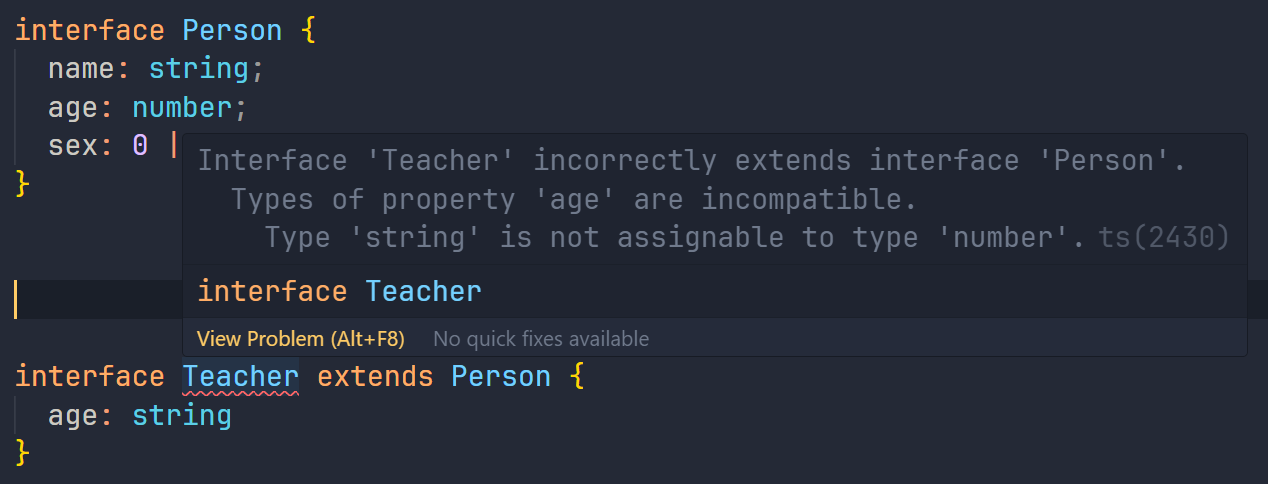 interface Person {
name: string;
age: number;
sex: 0 |
}
Interface 'Teacher' incorrectly extends interface 'Person'.
Types of property 'age' are incompatible.
Type 'string' is not assignable to type 'number'. ts(2430)
interface Teacher
View Problem (Alt+F8) No quick fixes available
interface Teacher extends Person {
age: string
}